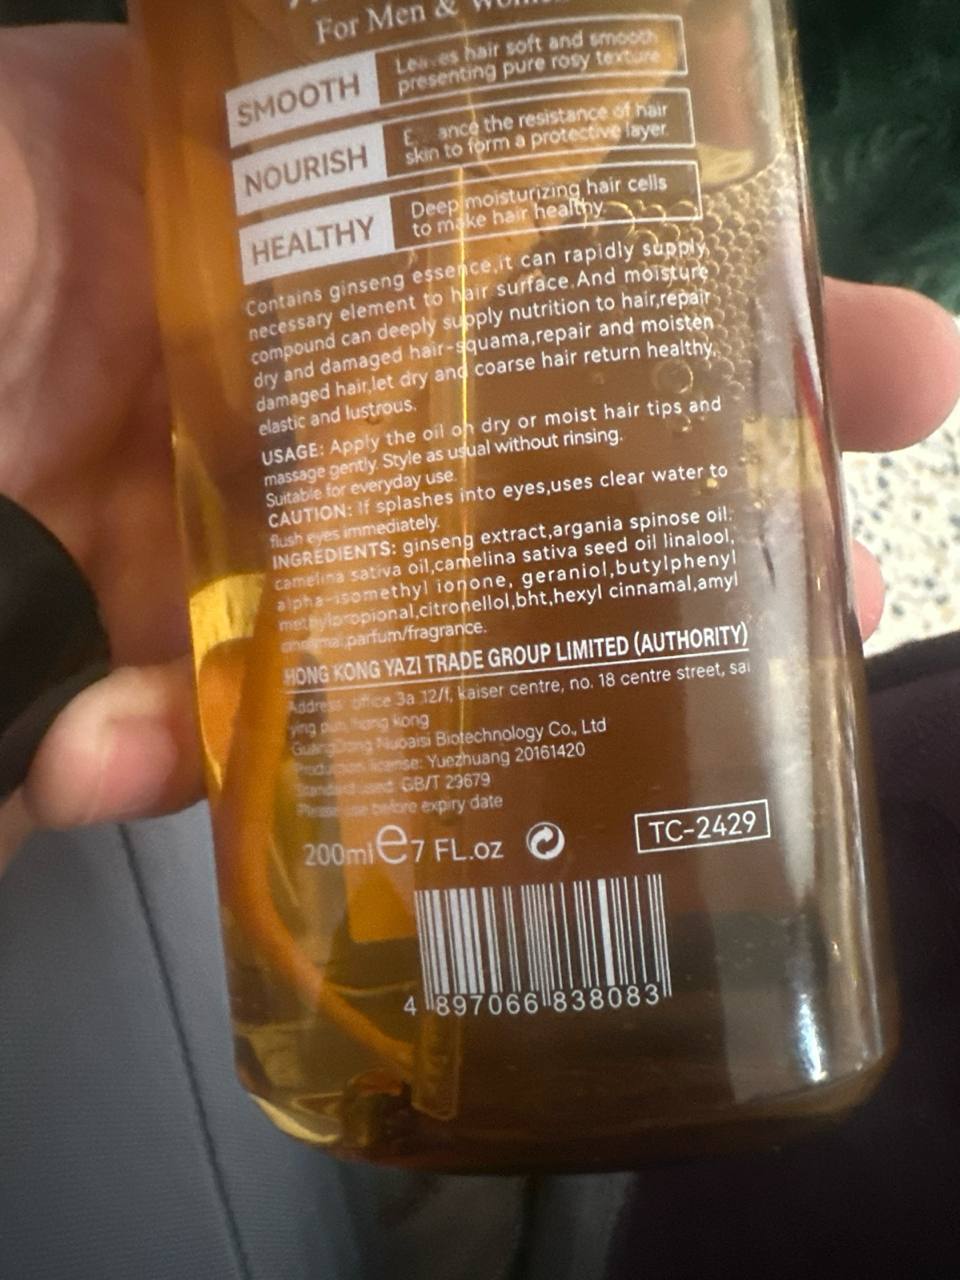 For Men &
SMOOTH
Leaves hair soft and smooth
presenting pure rosy texture
NOURISH
ance the resistance of hair
skin to form a protective layer.
HEALTHY
Deep moisturizing hair cells
to make hair healthy.
Contains ginseng essence,it can rapidly supply
necessary element to hair surface.And moisture
compound can deeply supply nutrition to hair,repair
dry and damaged hair-squama,repair and moisten
damaged hair,let dry and coarse hair return healthy,
elastic and lustrous.
USAGE: Apply the oil on dry or moist hair tips and
massage gently. Style as usual without rinsing.
Suitable for everyday use.
CAUTION: If splashes into eyes,uses clear water to
flush eyes immediately.
INGREDIENTS: ginseng extract,argania spinose oil.
camelina sativa oil,camelina sativa seed oil linalool,
alpha-isomethyl ionone, geraniol,butylphenyl
methylpropional,citronellol,bht,hexyl cinnamal,amyl
parfum/fragrance.
HONG KONG YAZI TRADE GROUP LIMITED (AUTHORITY)
Address: office 3a 12/f, kaiser centre, no. 18 centre street, sai
ying pun hong kong
GuangDong Nuoaisi Biotechnology Co., Ltd
Production license: Yuezhuang 20161420
Standard used: GB/T 29679
Please use before expiry date
200ml e 7 FL.oz
TC-2429
4 897066 838083